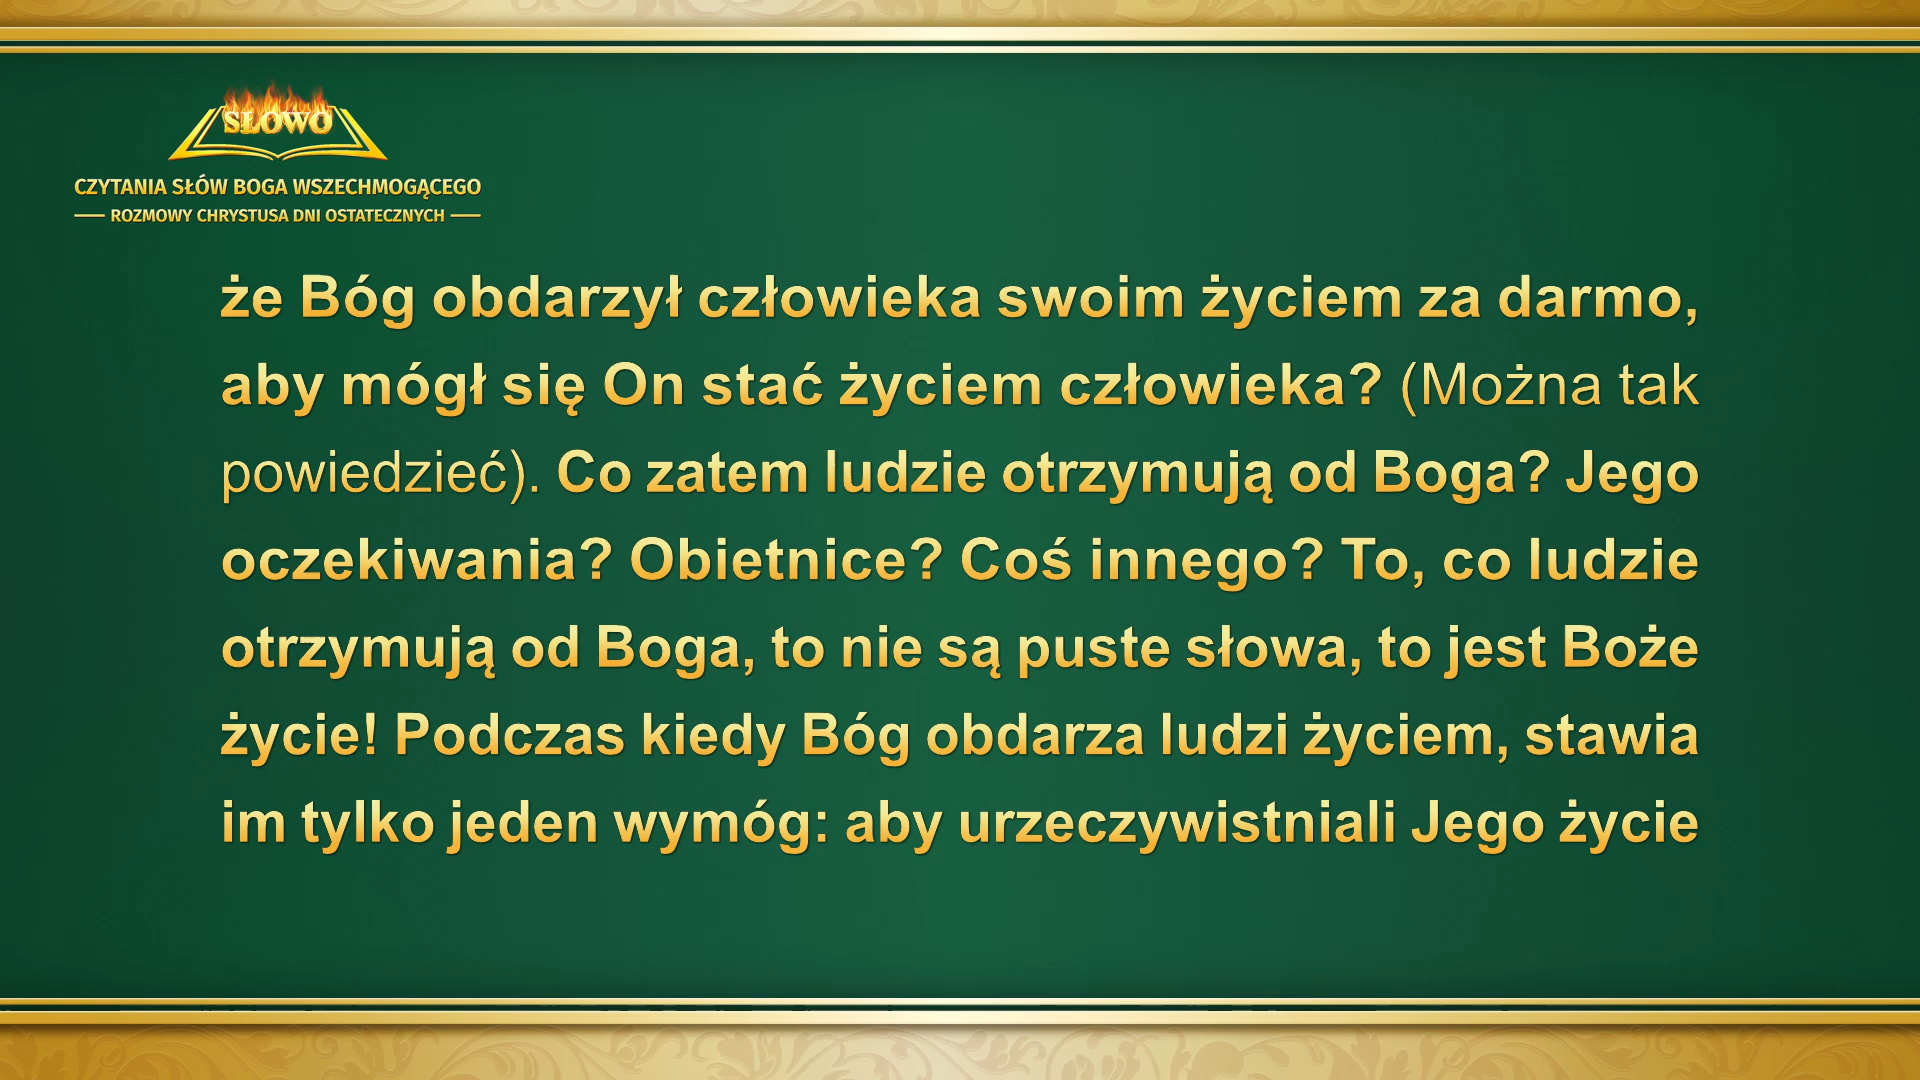 SŁOWO
CZYTANIA SŁÓW BOGA WSZECHMOGĄCEGO
ROZMOWY CHRYSTUSA DNI OSTATECZNYCH
że Bóg obdarzył człowieka swoim życiem za darmo,
aby mógł się On stać życiem człowieka? (Można tak
powiedzieć). Co zatem ludzie otrzymują od Boga? Jego
oczekiwania? Obietnice? Coś innego? To, co ludzie
otrzymują od Boga, to nie są puste słowa, to jest Boże
życie! Podczas kiedy Bóg obdarza ludzi życiem, stawia
im tylko jeden wymóg: aby urzeczywistniali Jego życie